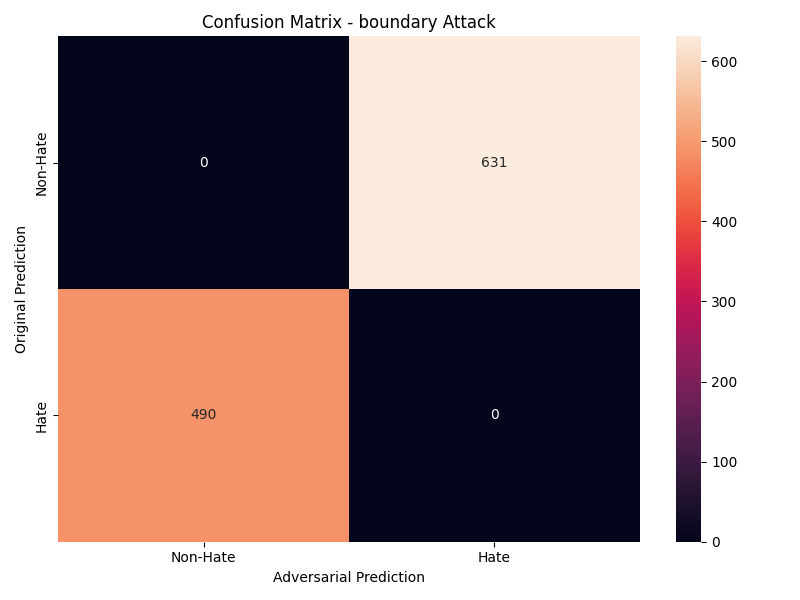 Confusion Matrix - boundary Attack
Original Prediction
Non-Hate
Hate
0
631
490
0
Non-Hate
Hate
Adversarial Prediction
600
500
400
300
200
100
0